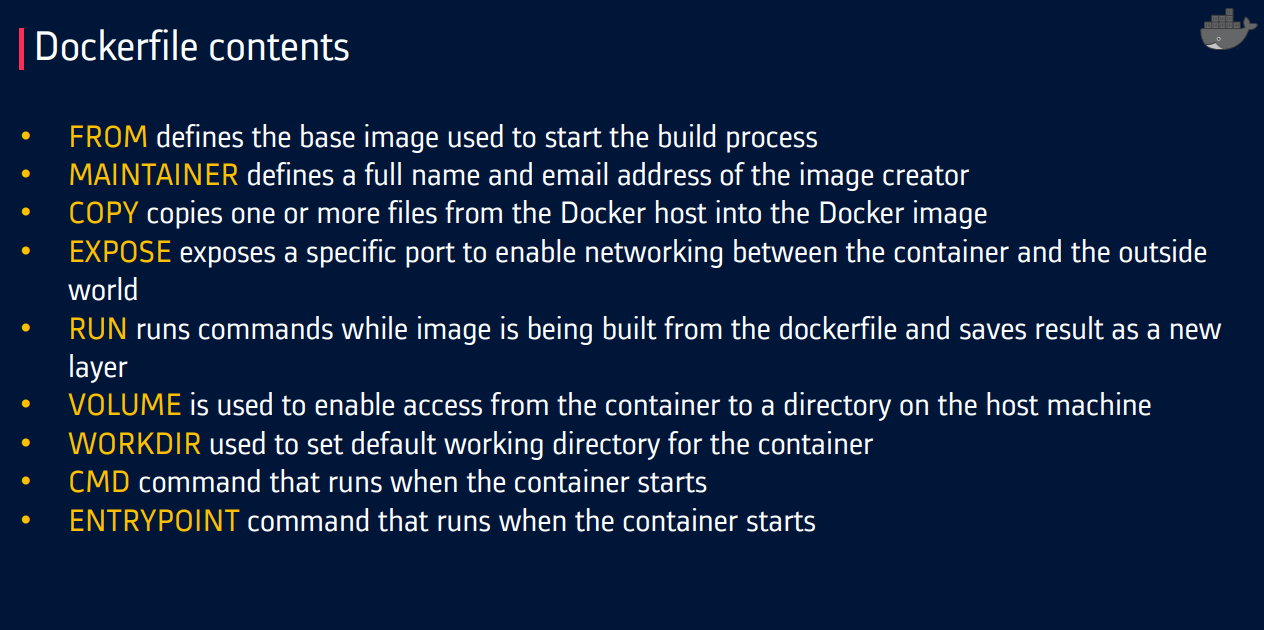 Dockerfile contents
• FROM defines the base image used to start the build process
• MAINTAINER defines a full name and email address of the image creator
• COPY copies one or more files from the Docker host into the Docker image
• EXPOSE exposes a specific port to enable networking between the container and the outside
world
• RUN runs commands while image is being built from the dockerfile and saves result as a new
layer
• VOLUME is used to enable access from the container to a directory on the host machine
• WORKDIR used to set default working directory for the container
• CMD command that runs when the container starts
• ENTRYPOINT command that runs when the container starts